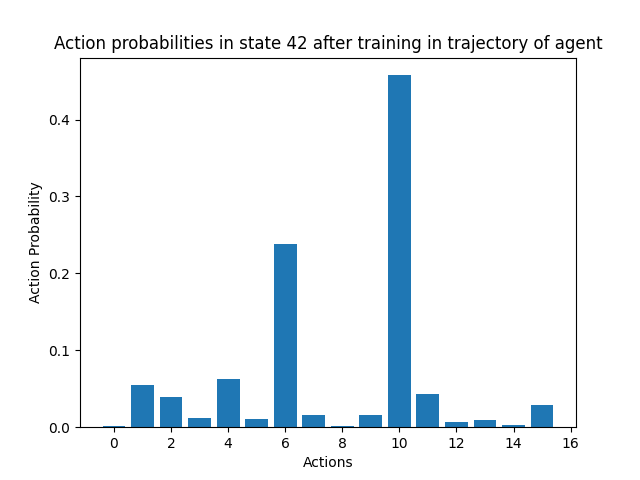 Action probabilities in state 42 after training in trajectory of agent
Action Probability
0.4
0.3
0.2
0.1
0.0
0 2 4 6 8 10 12 14 16
Actions